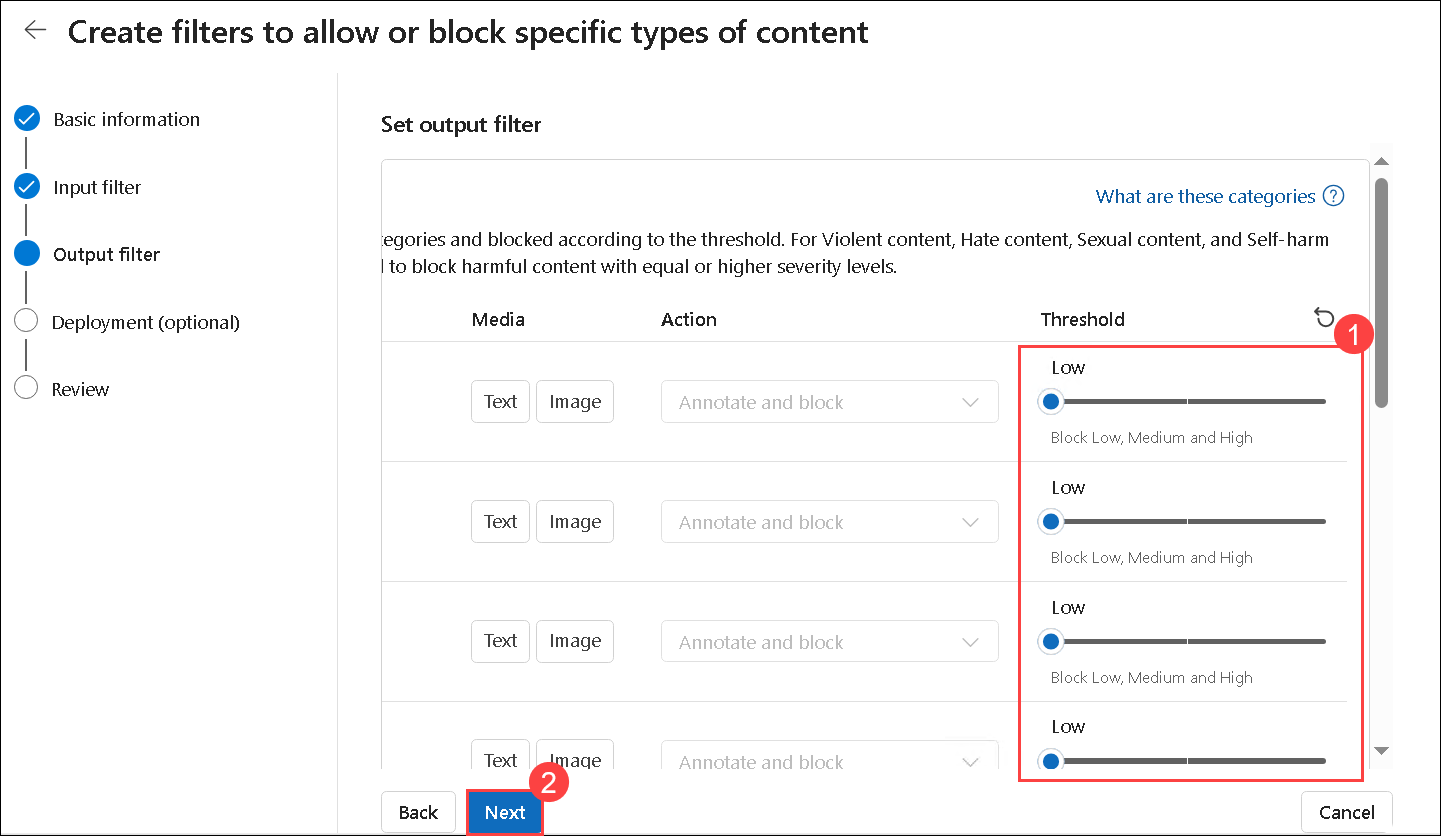 Create filters to allow or block specific types of content
Basic information
Input filter
Output filter
Deployment (optional)
Review
Set output filter
What are these categories
tegories and blocked according to the threshold. For Violent content, Hate content, Sexual content, and Self-harm
to block harmful content with equal or higher severity levels.
Media Action Threshold
1
Low
Text Image Annotate and block
Block Low, Medium and High
Low
Text Image Annotate and block
Block Low, Medium and High
Low
Text Image Annotate and block
Block Low, Medium and High
Low
Text Image Annotate and block
2
Back Next Cancel